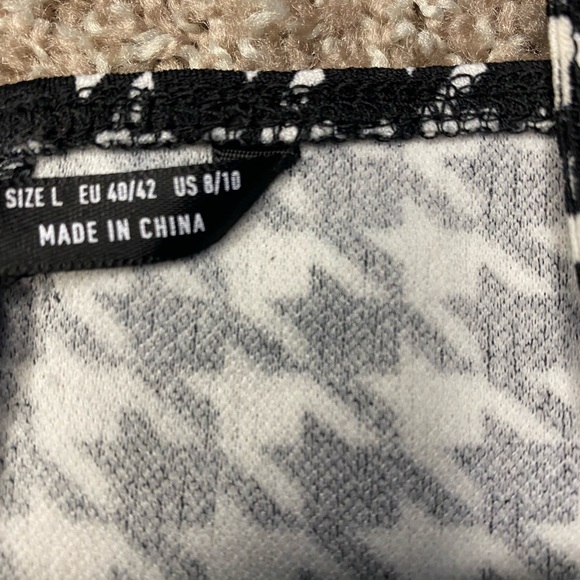 SIZE L EU 40/42 US 8/10
MADE IN CHINA